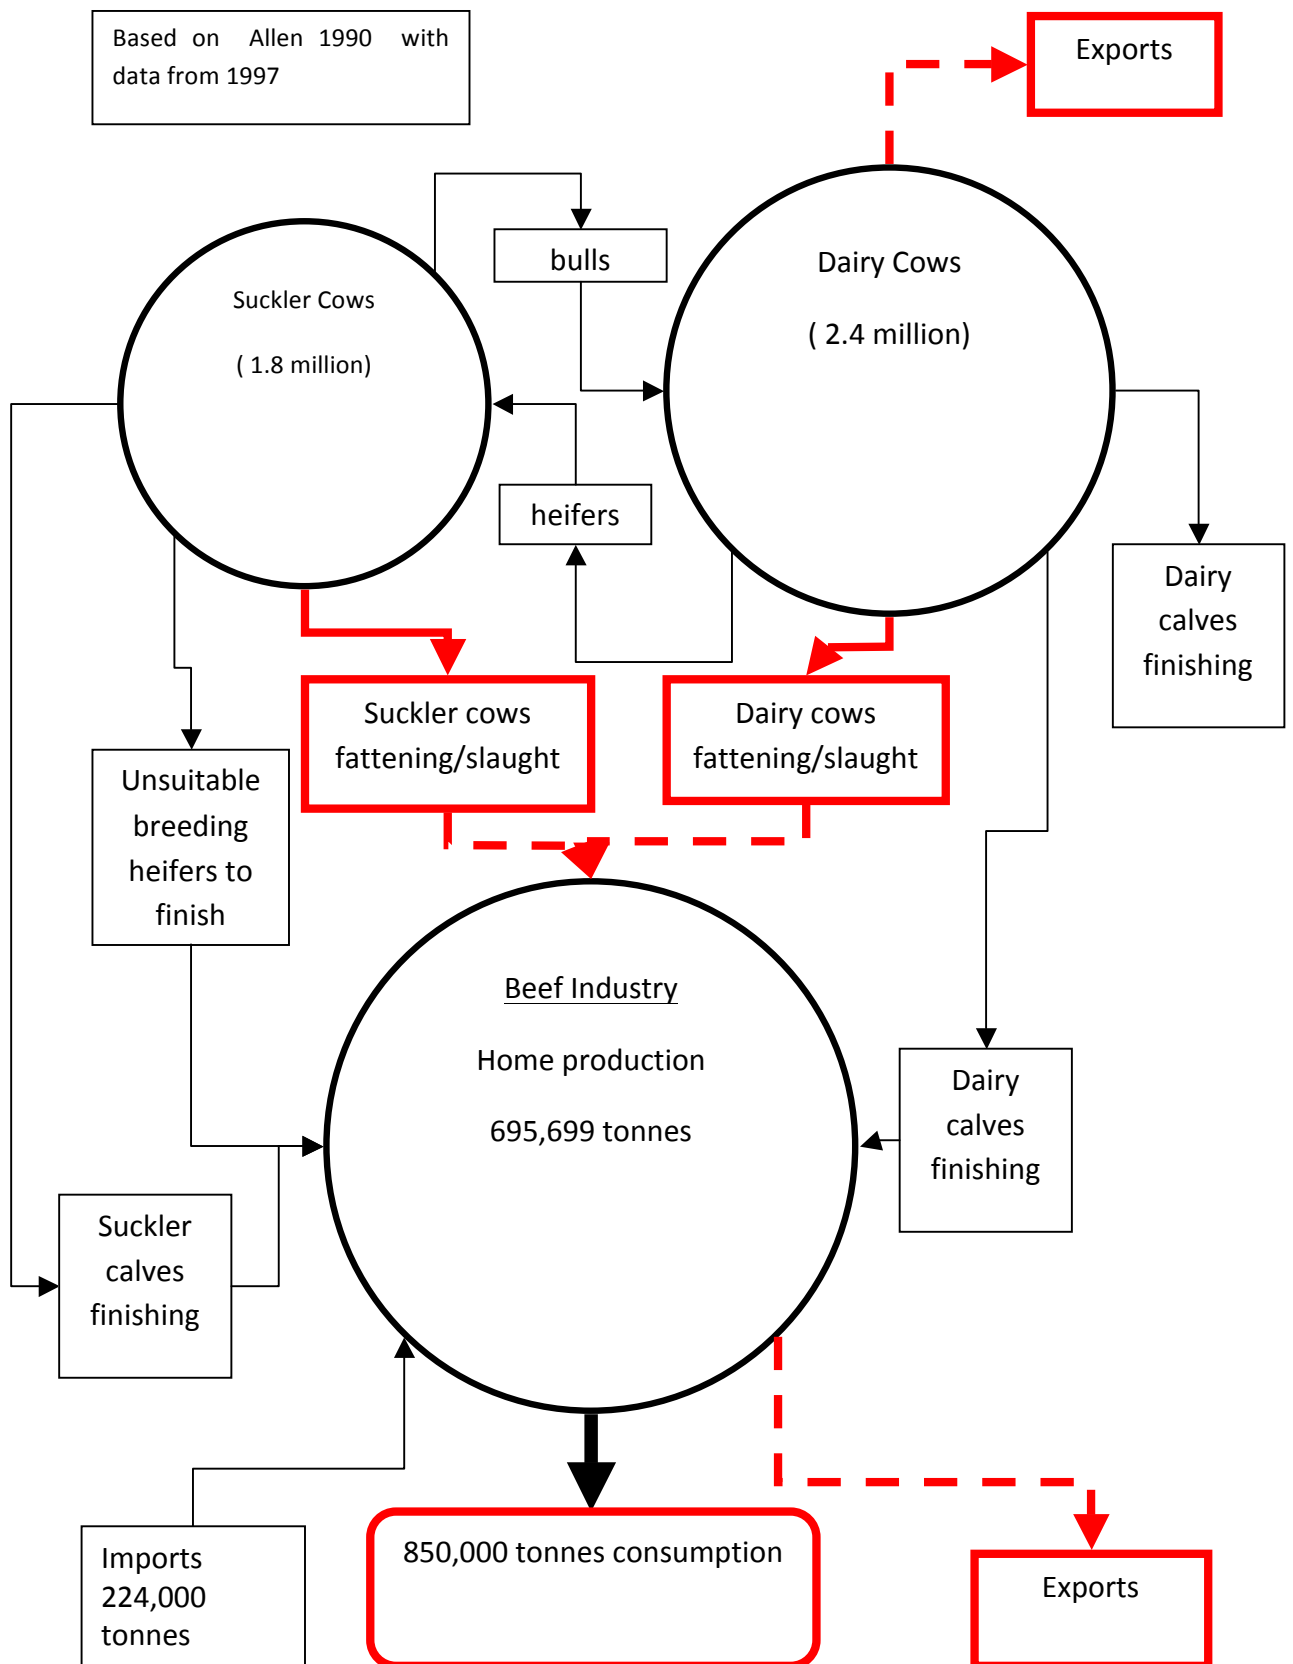 Based on Allen 1990 with
data from 1997
Exports
bulls
Dairy Cows
( 2.4 million)
Suckler Cows
( 1.8 million)
heifers
Dairy
calves
finishing
Suckler cows
fattening/slaught
Dairy cows
fattening/slaught
Unsuitable
breeding
heifers to
finish
Beef Industry
Home production
695,699 tonnes
Dairy
calves
finishing
Suckler
calves
finishing
Imports
224,000
tonnes
850,000 tonnes consumption
Exports